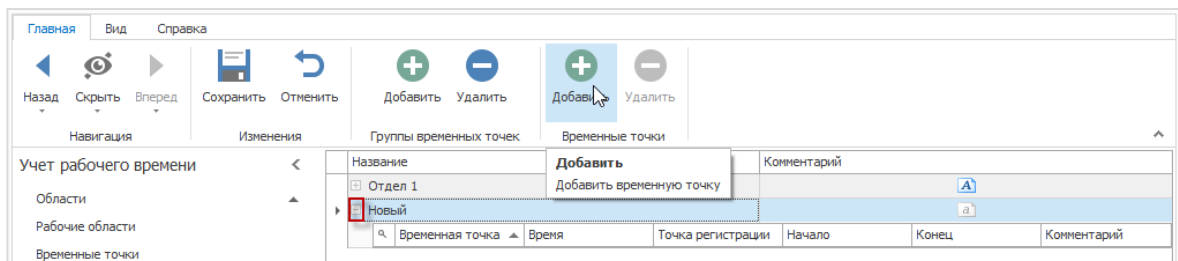 Главная Вид Справка
Назад Скрыть Вперед Сохранить Отменить Добавить Удалить Добавить Удалить
Навигация Изменения Группы временных точек Временные точки
Учет рабочего времени
Области
Рабочие области
Временные точки
Название Комментарий
Добавить
Добавить временную точку
Отдел 1 A
Новый a
Временная точка Время Точка регистрации Начало Конец Комментарий